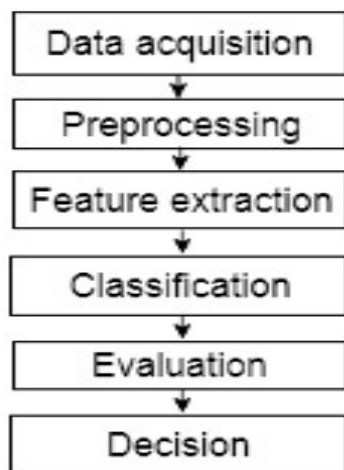 Data acquisition
Preprocessing
Feature extraction
Classification
Evaluation
Decision